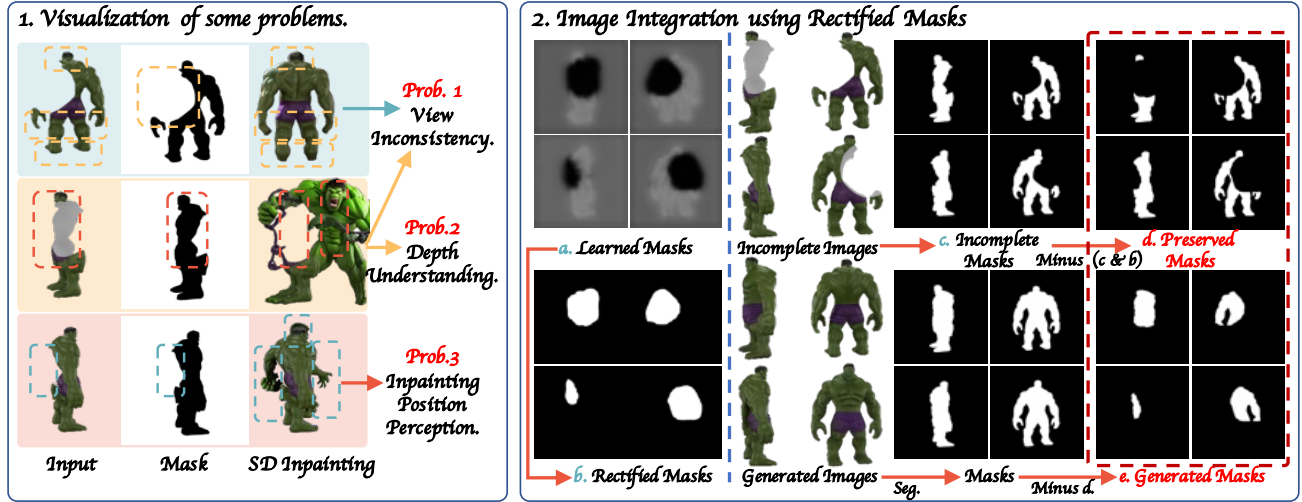 1. Visualization of some problems.
Prob. 1
View
Inconsistency.
Prob.2
Depth
Understanding.
Prob.3
Inpainting
Position
Perception.
Input
Mask
SD Inpainting
2. Image Integration using Rectified Masks
a. Learned Masks
Incomplete Images
c. Incomplete
Masks
Minus
(c & b)
d. Preserved
Masks
b. Rectified Masks
Generated Images
Seg.
Masks
Minus d.
e. Generated Masks